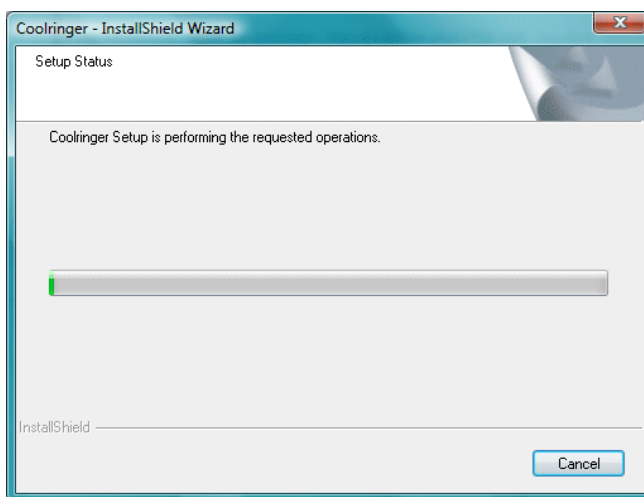 Coolringer - InstallShield Wizard
Setup Status
Coolringer Setup is performing the requested operations.
InstallShield
Cancel